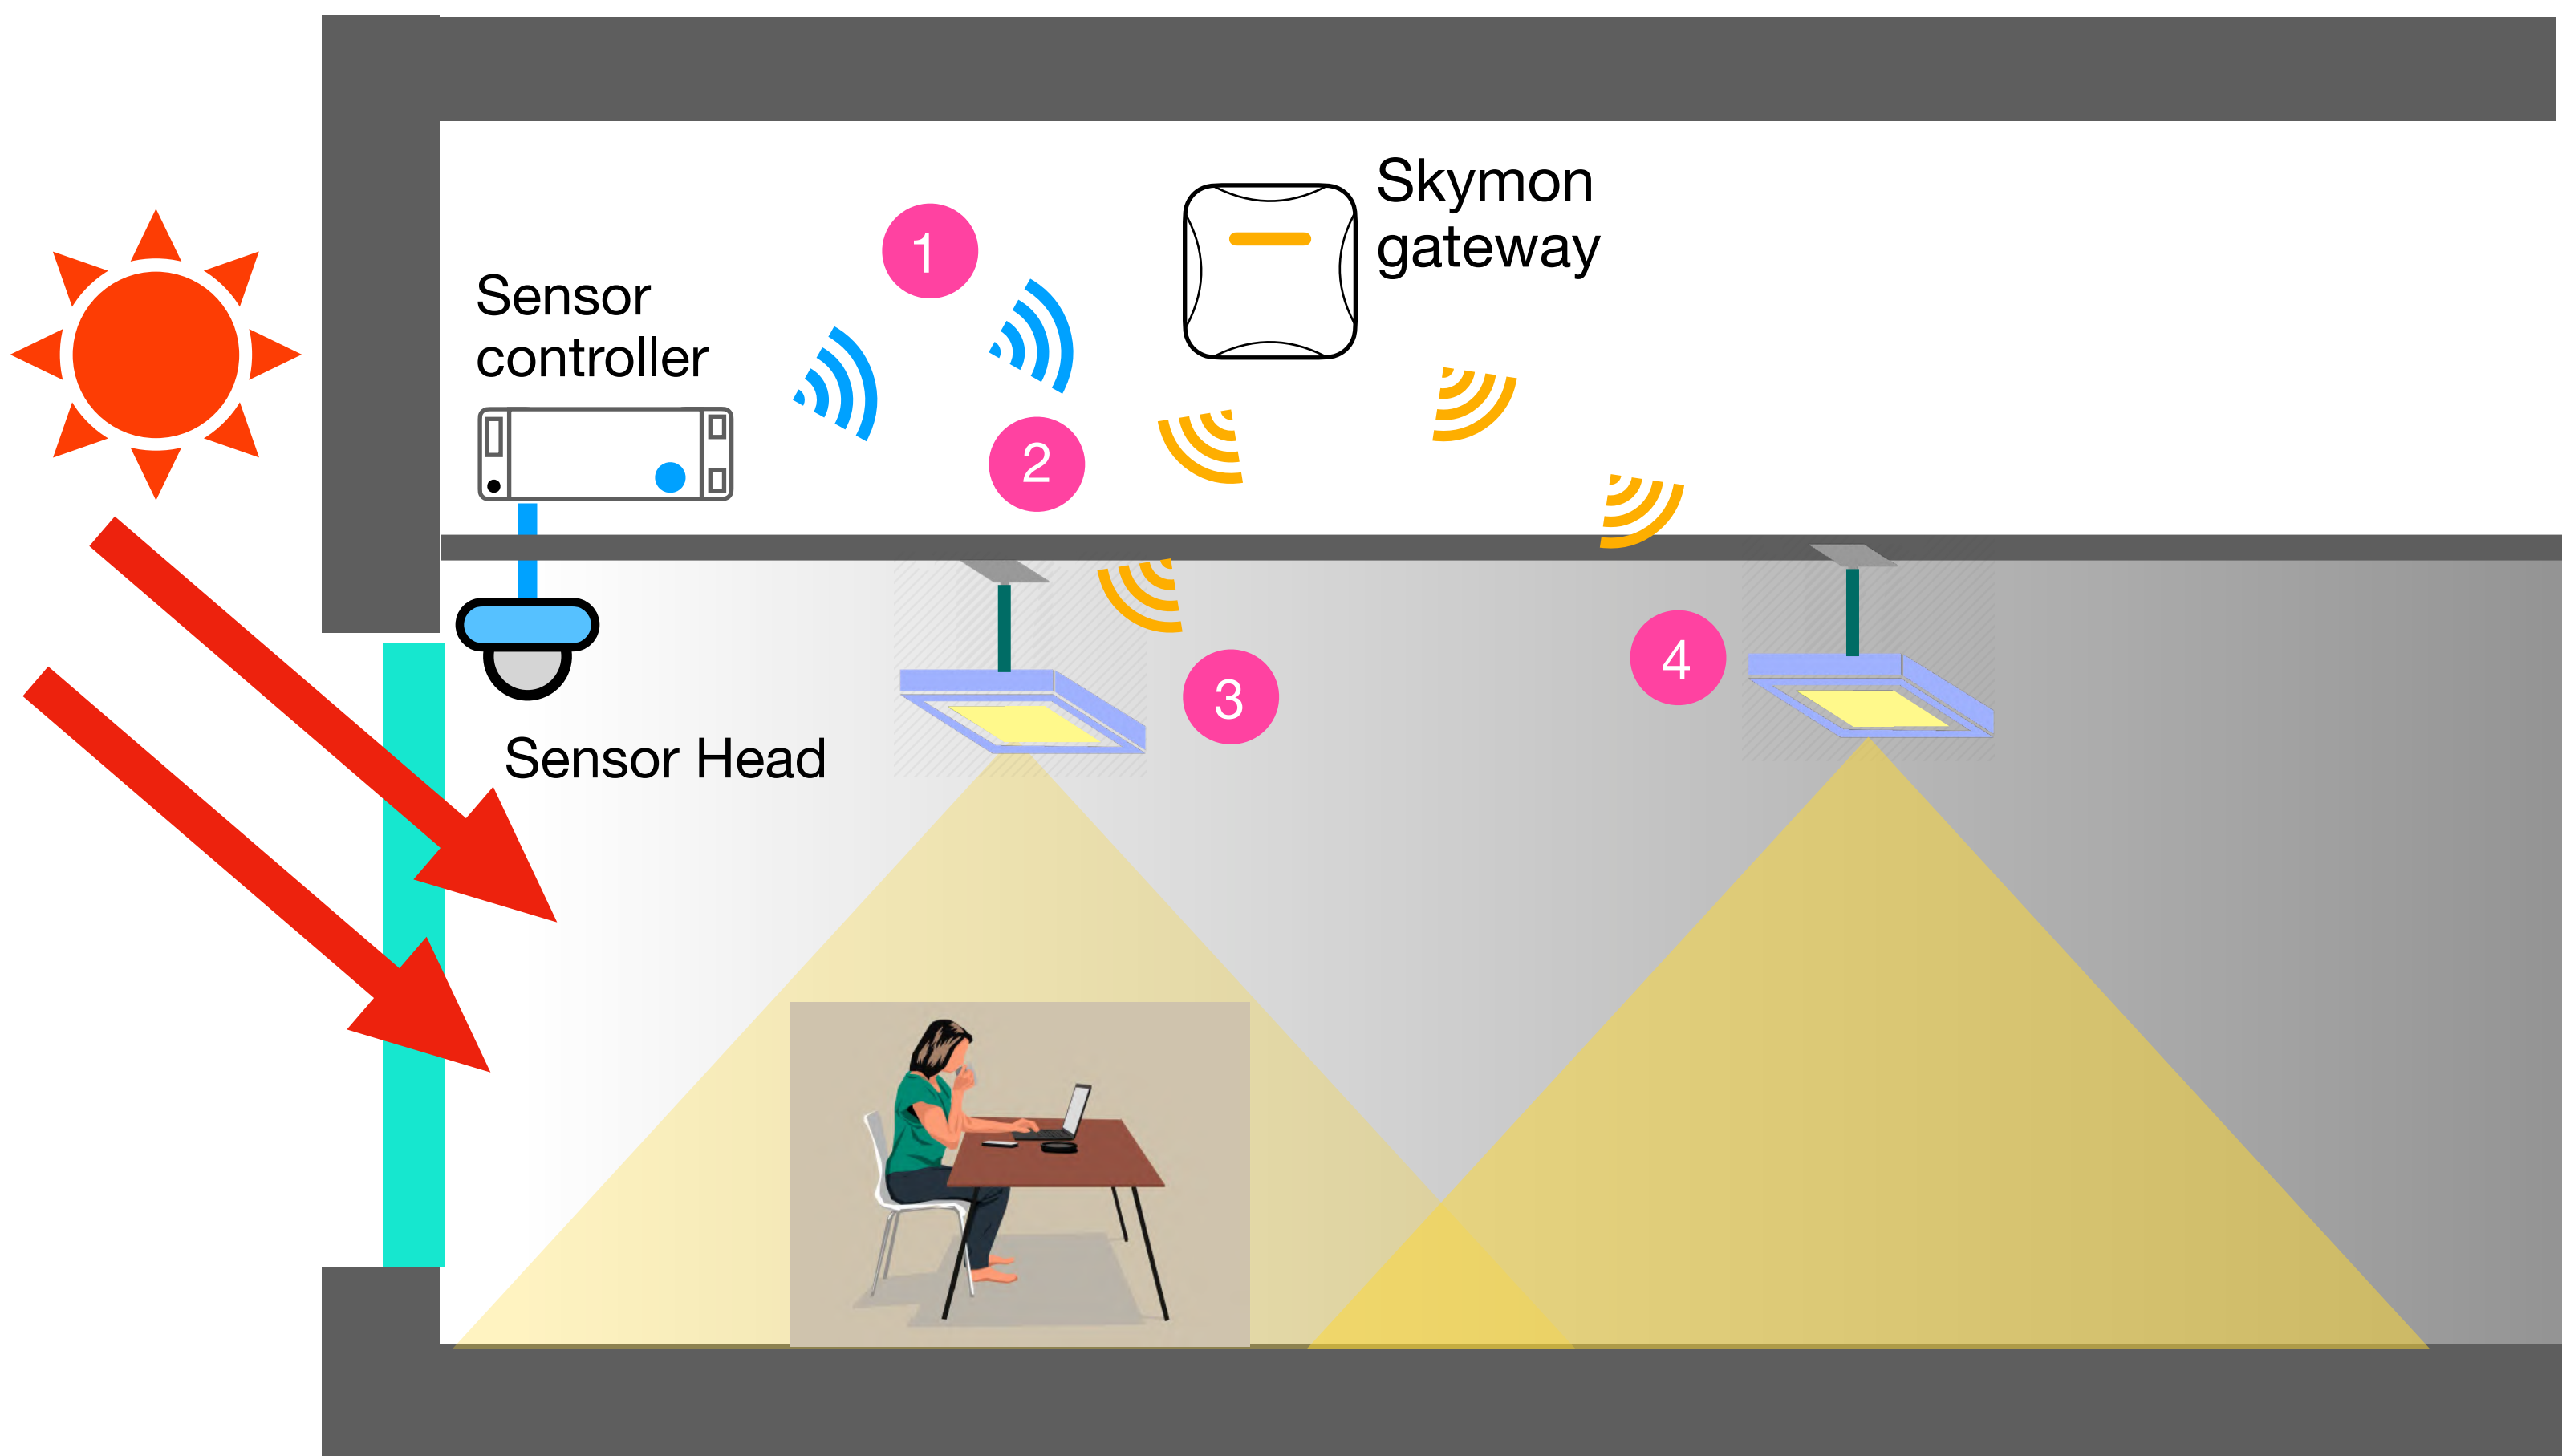 Skymon
gateway
1
Sensor
controller
2
3
4
Sensor Head